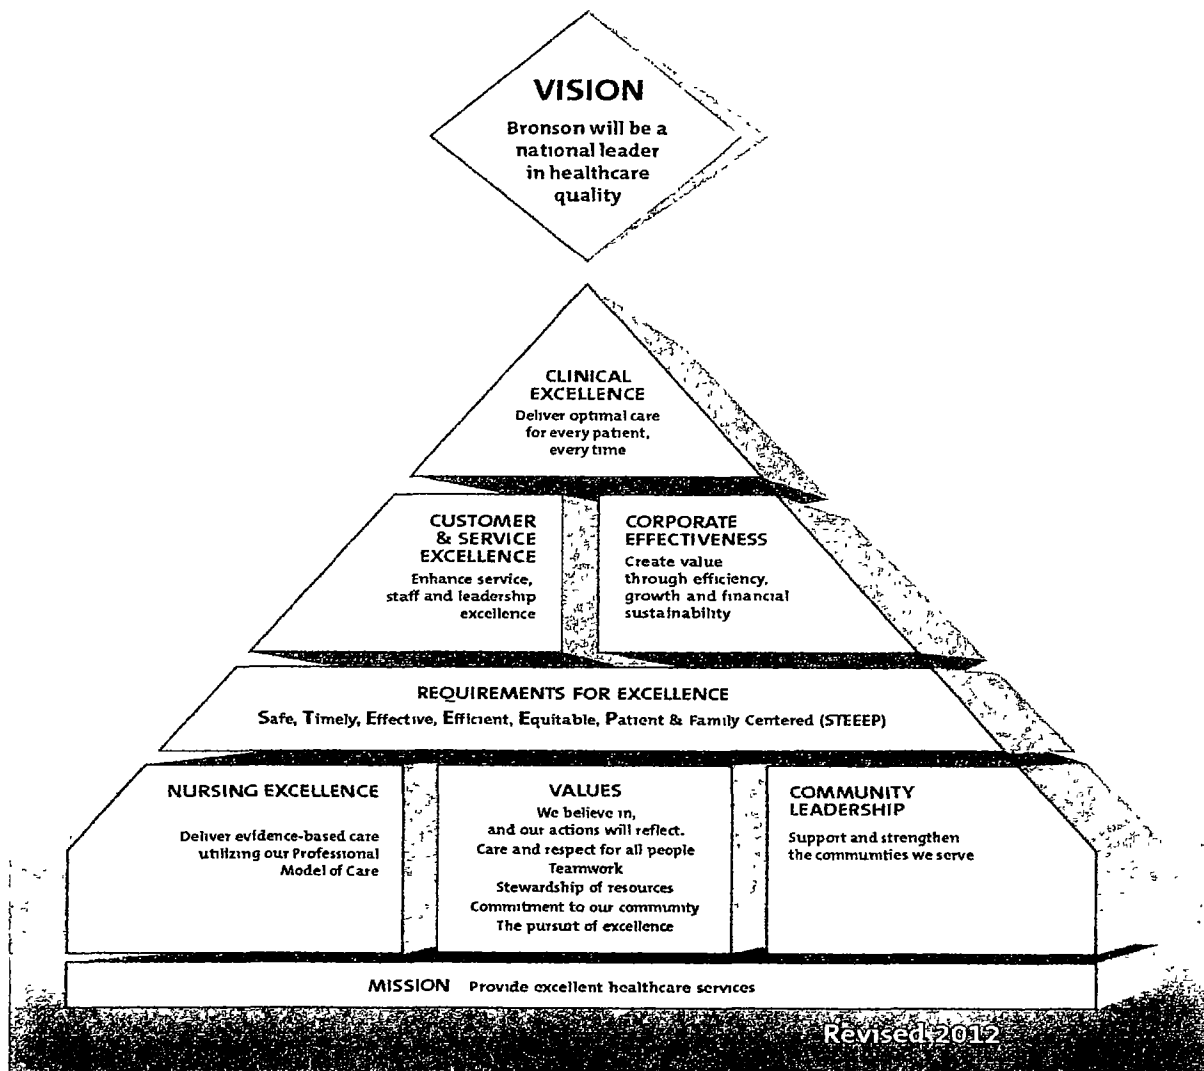 VISION
Bronson will be a
national leader
in healthcare
quality
CLINICAL
EXCELLENCE
Deliver optimal care
for every patient,
every time
CUSTOMER
& SERVICE
EXCELLENCE
Enhance service,
staff and leadership
excellence
CORPORATE
EFFECTIVENESS
Create value
through efficiency,
growth and financial
sustainability
REQUIREMENTS FOR EXCELLENCE
Safe, Timely, Effective, Efficient, Equitable, Patient & Family Centered (STEEEP)
NURSING EXCELLENCE
Deliver evidence-based care
utilizing our Professional
Model of Care
VALUES
We believe in,
and our actions will reflect.
Care and respect for all people
Teamwork
Stewardship of resources
Commitment to our community
The pursuit of excellence
COMMUNITY
LEADERSHIP
Support and strengthen
the communities we serve
MISSION Provide excellent healthcare services
Revised 2012